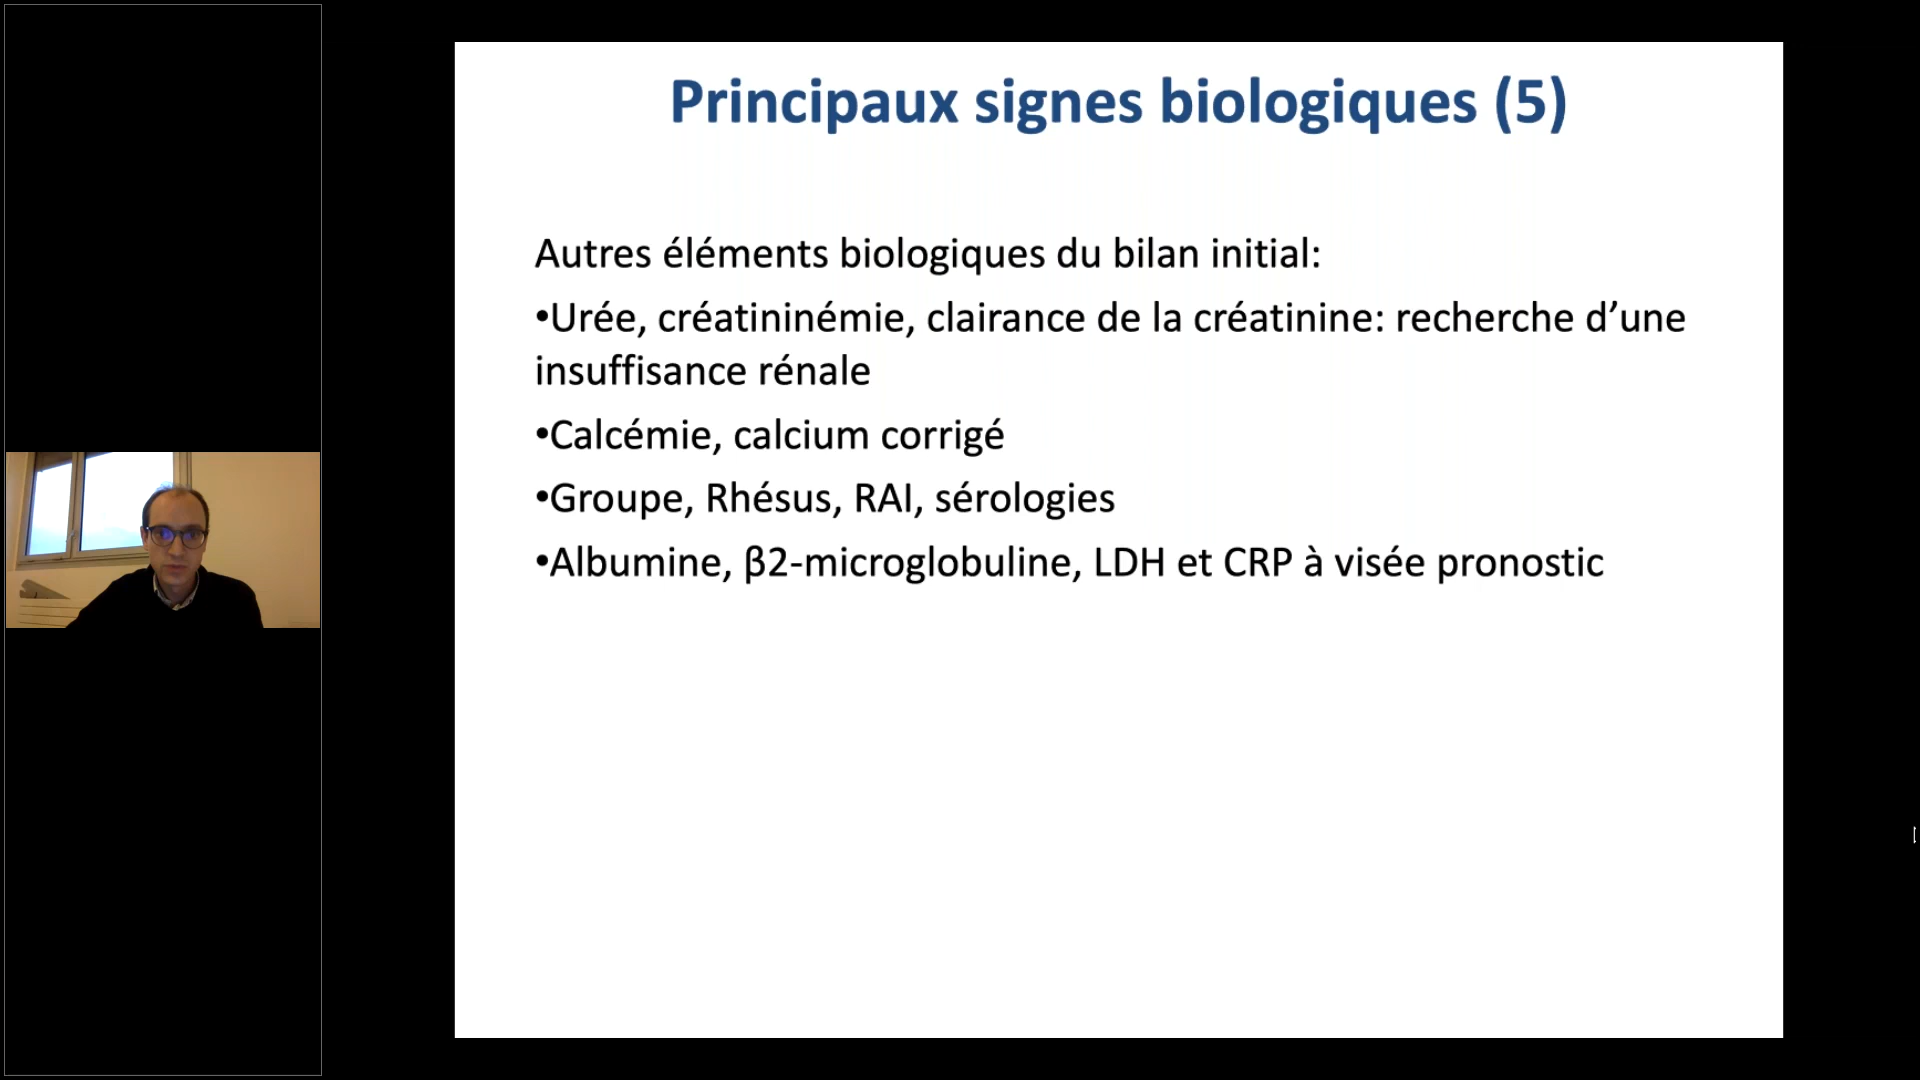 Principaux signes biologiques (5)
Autres éléments biologiques du bilan initial:
•Urée, créatininémie, clairance de la créatinine: recherche d’une
insuffisance rénale
•Calcémie, calcium corrigé
•Groupe, Rhésus, RAI, sérologies
•Albumine, β2-microglobuline, LDH et CRP à visée pronostic